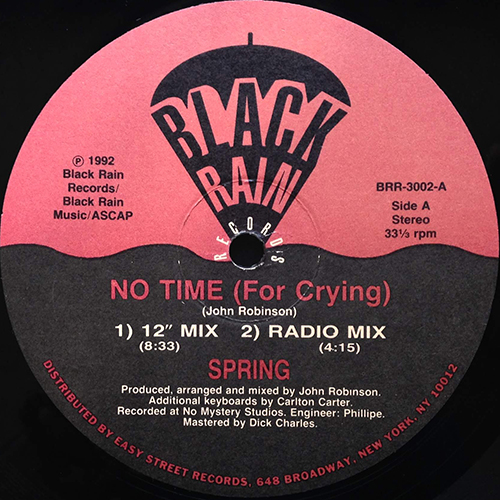 BLACK
RAIN
RECORDS
℗ 1992
Black Rain
Records/
Black Rain
Music/ASCAP
BRR-3002-A
Side A
Stereo
33⅓ rpm
NO TIME (For Crying)
(John Robinson)
1) 12" MIX 2) RADIO MIX
(8:33) (4:15)
SPRING
Produced, arranged and mixed by John Robinson.
Additional keyboards by Carlton Carter.
Recorded at No Mystery Studios. Engineer: Phillipe.
Mastered by Dick Charles.
DISTRIBUTED BY EASY STREET RECORDS, 648 BROADWAY, NEW YORK, NY 10012